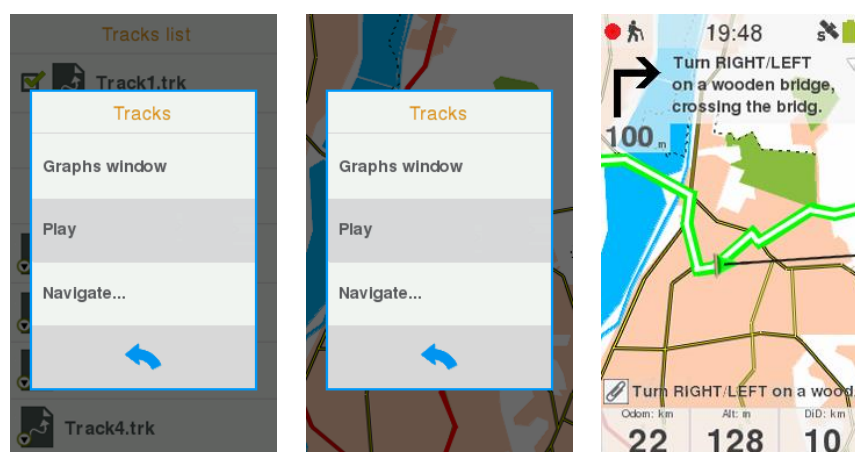 Tracks list
Track1.trk
Tracks
Graphs window
Play
Navigate...
Track4.trk
Tracks
Graphs window
Play
Navigate...
19:48
S
Turn RIGHT/LEFT
on a wooden bridge,
crossing the bridg.
100 m
Turn RIGHT/LEFT on a wood
Odom: km Alt: m DiD: km
22 128 10